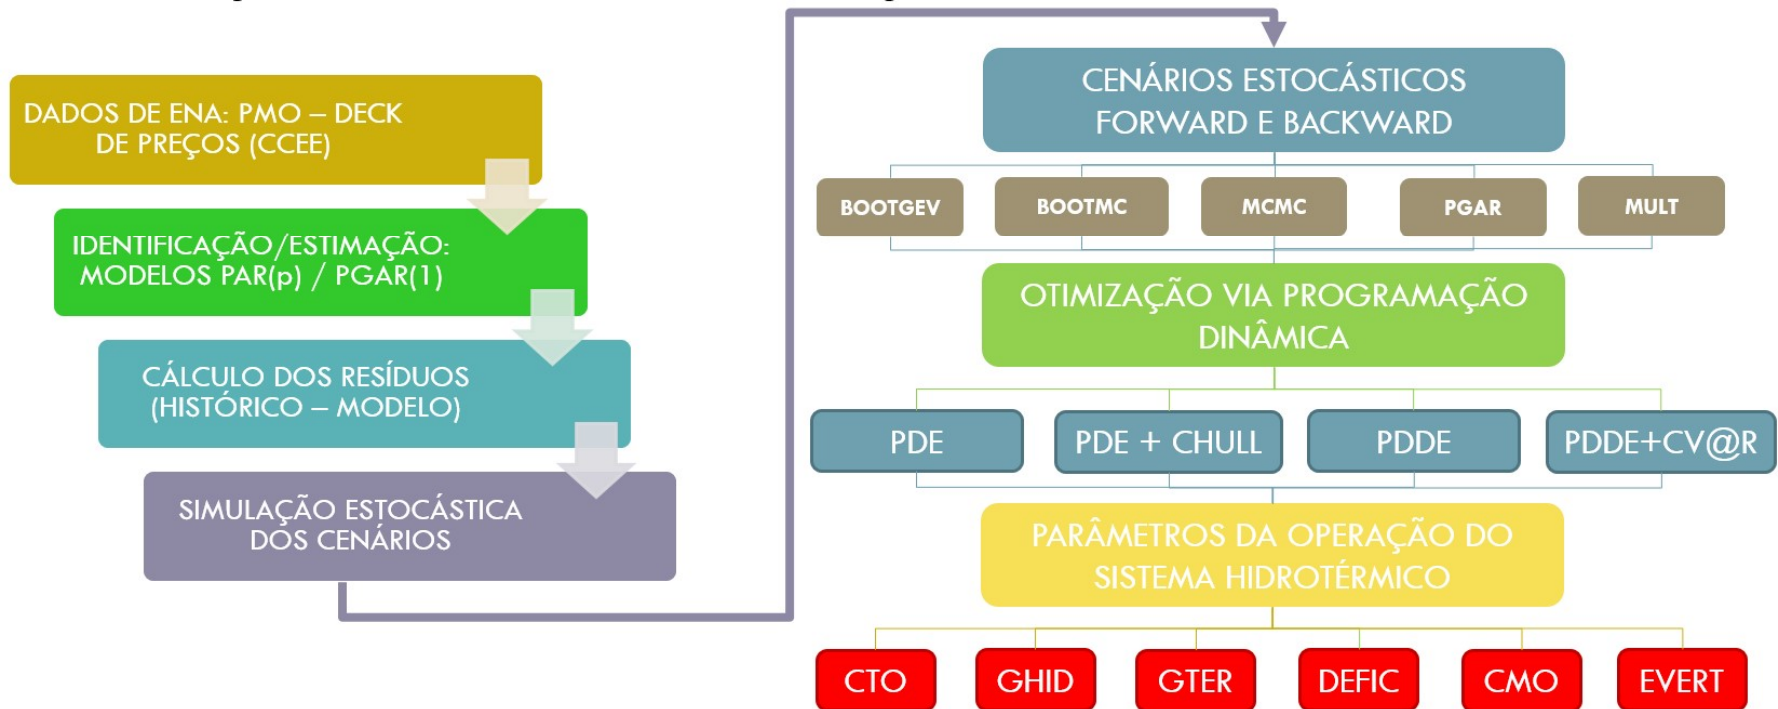 DADOS DE ENA: PMO – DECK
DE PREÇOS (CCEE)
IDENTIFICAÇÃO/ESTIMAÇÃO:
MODELOS PAR(p) / PGAR(1)
CÁLCULO DOS RESÍDUOS
(HISTÓRICO – MODELO)
SIMULAÇÃO ESTOCÁSTICA
DOS CENÁRIOS
CENÁRIOS ESTOCÁSTICOS
FORWARD E BACKWARD
BOOTGEV
BOOTMC
MCMC
PGAR
MULT
OTIMIZAÇÃO VIA PROGRAMAÇÃO
DINÂMICA
PDE
PDE + CHULL
PDDE
PDDE+CV@R
PARÂMETROS DA OPERAÇÃO DO
SISTEMA HIDROTÉRMICO
CTO
GHID
GTER
DEFIC
CMO
EVERT